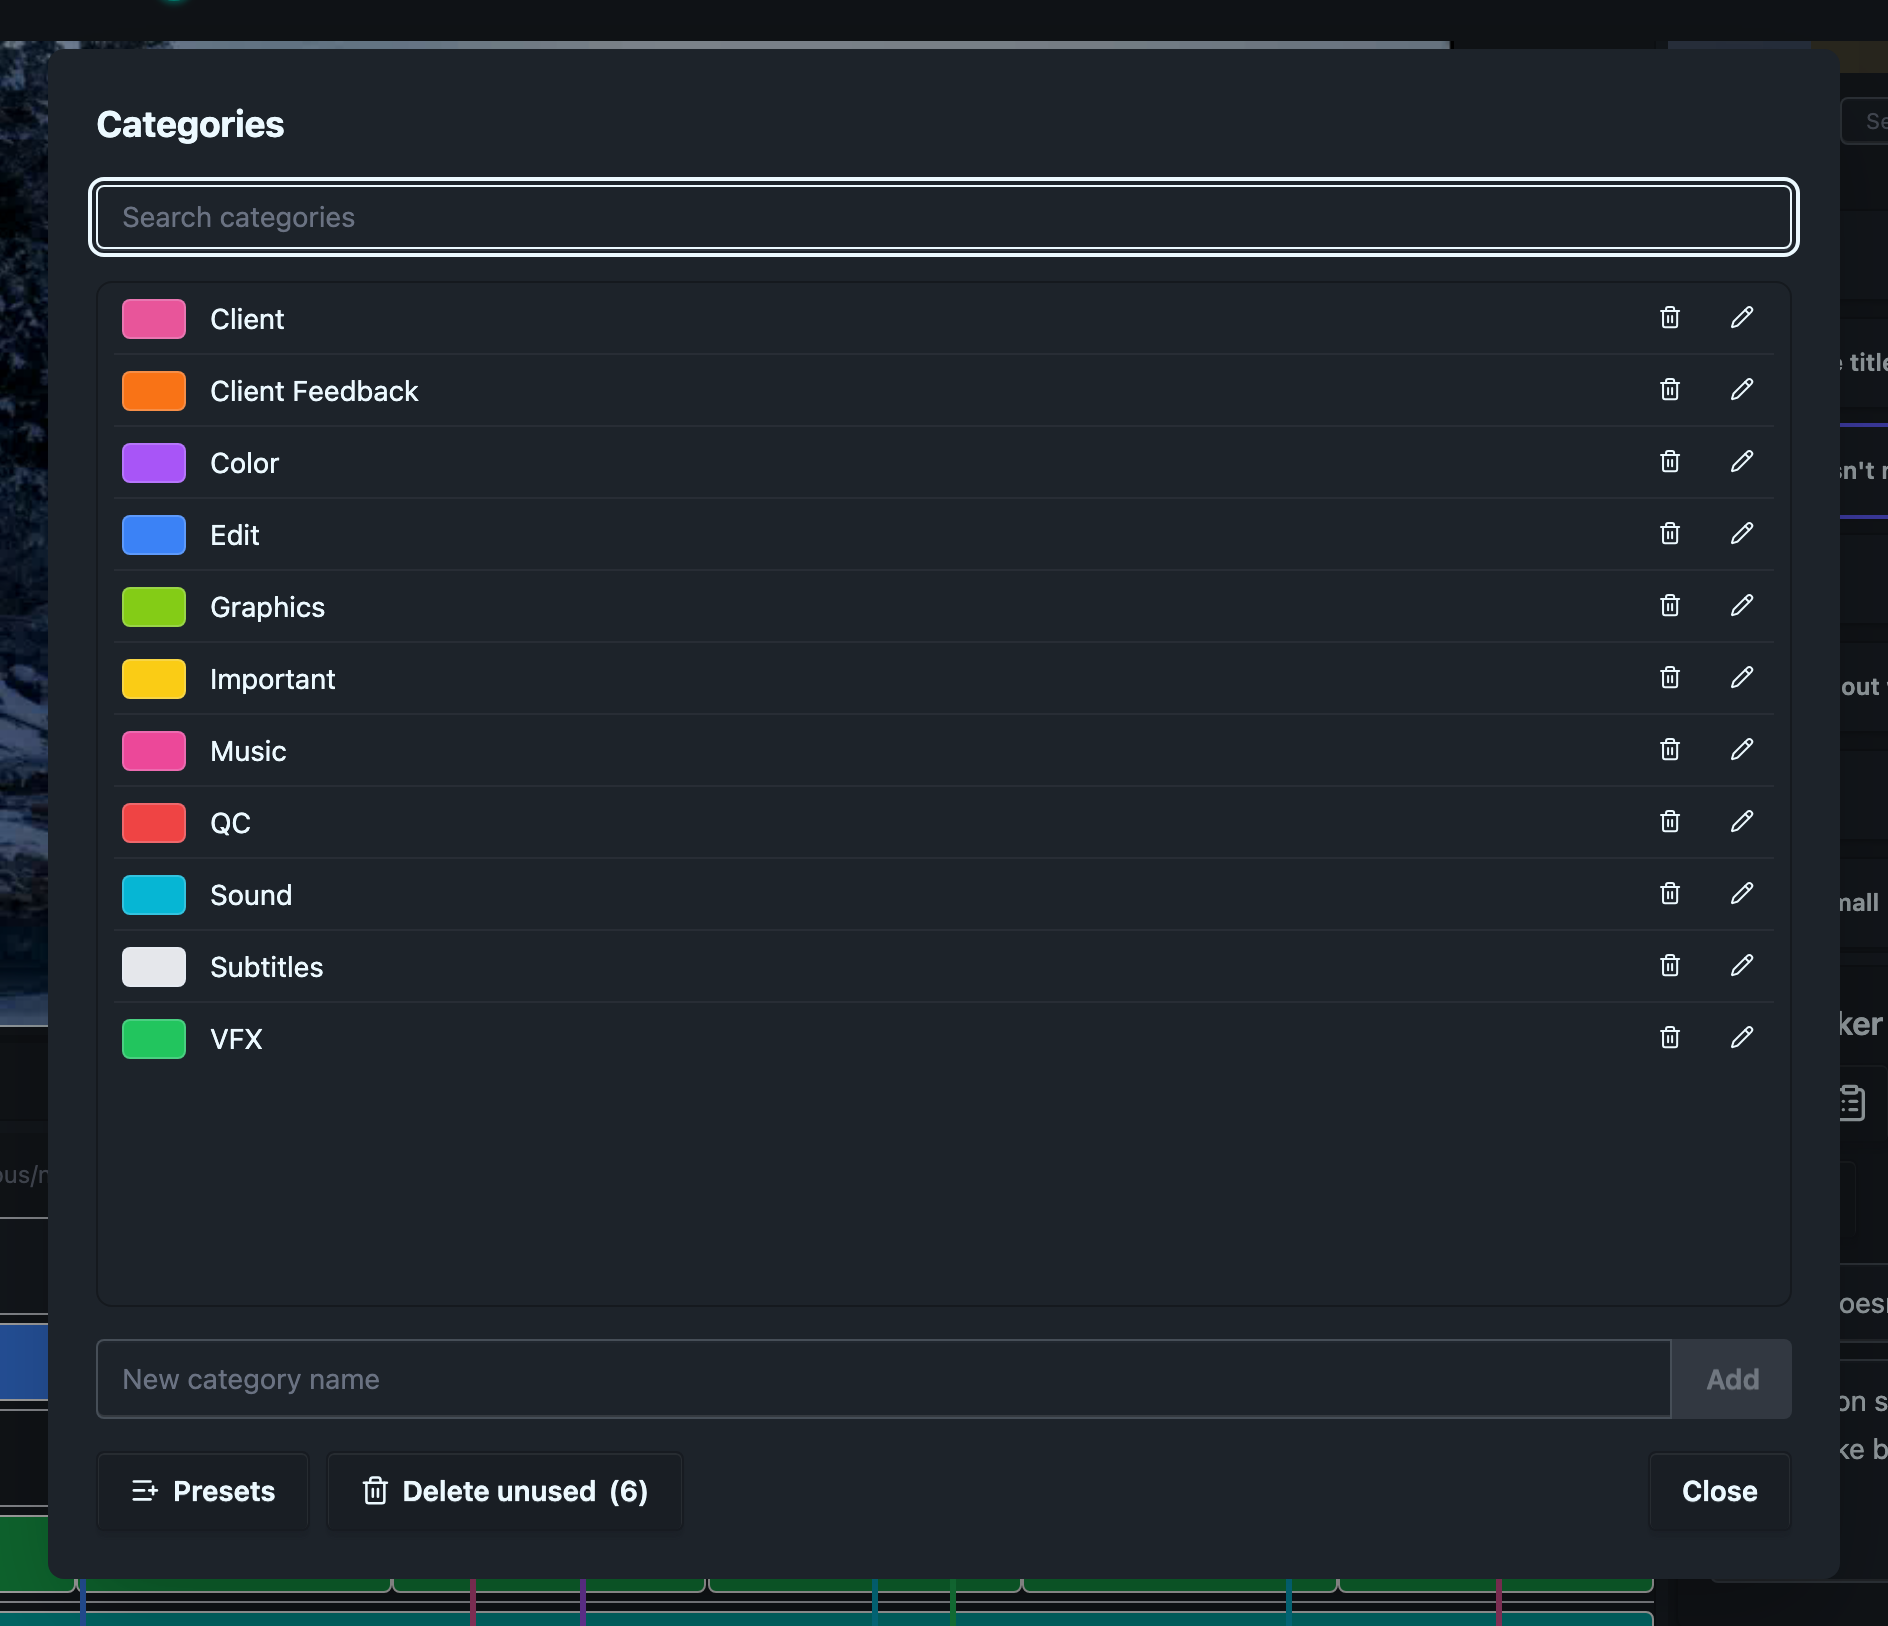 Categories
Search categories
Client
Client Feedback
Color
Edit
Graphics
Important
Music
QC
Sound
Subtitles
VFX
New category name
Add
Presets
Delete unused (6)
Close